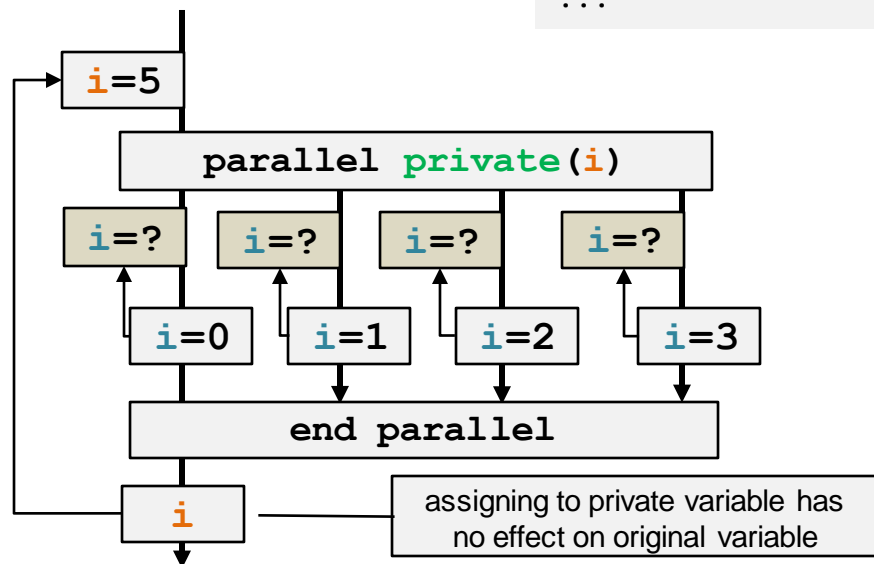 ...
i=5
parallel private(i)
i=? i=? i=? i=?
i=0 i=1 i=2 i=3
end parallel
i
assigning to private variable has
no effect on original variable